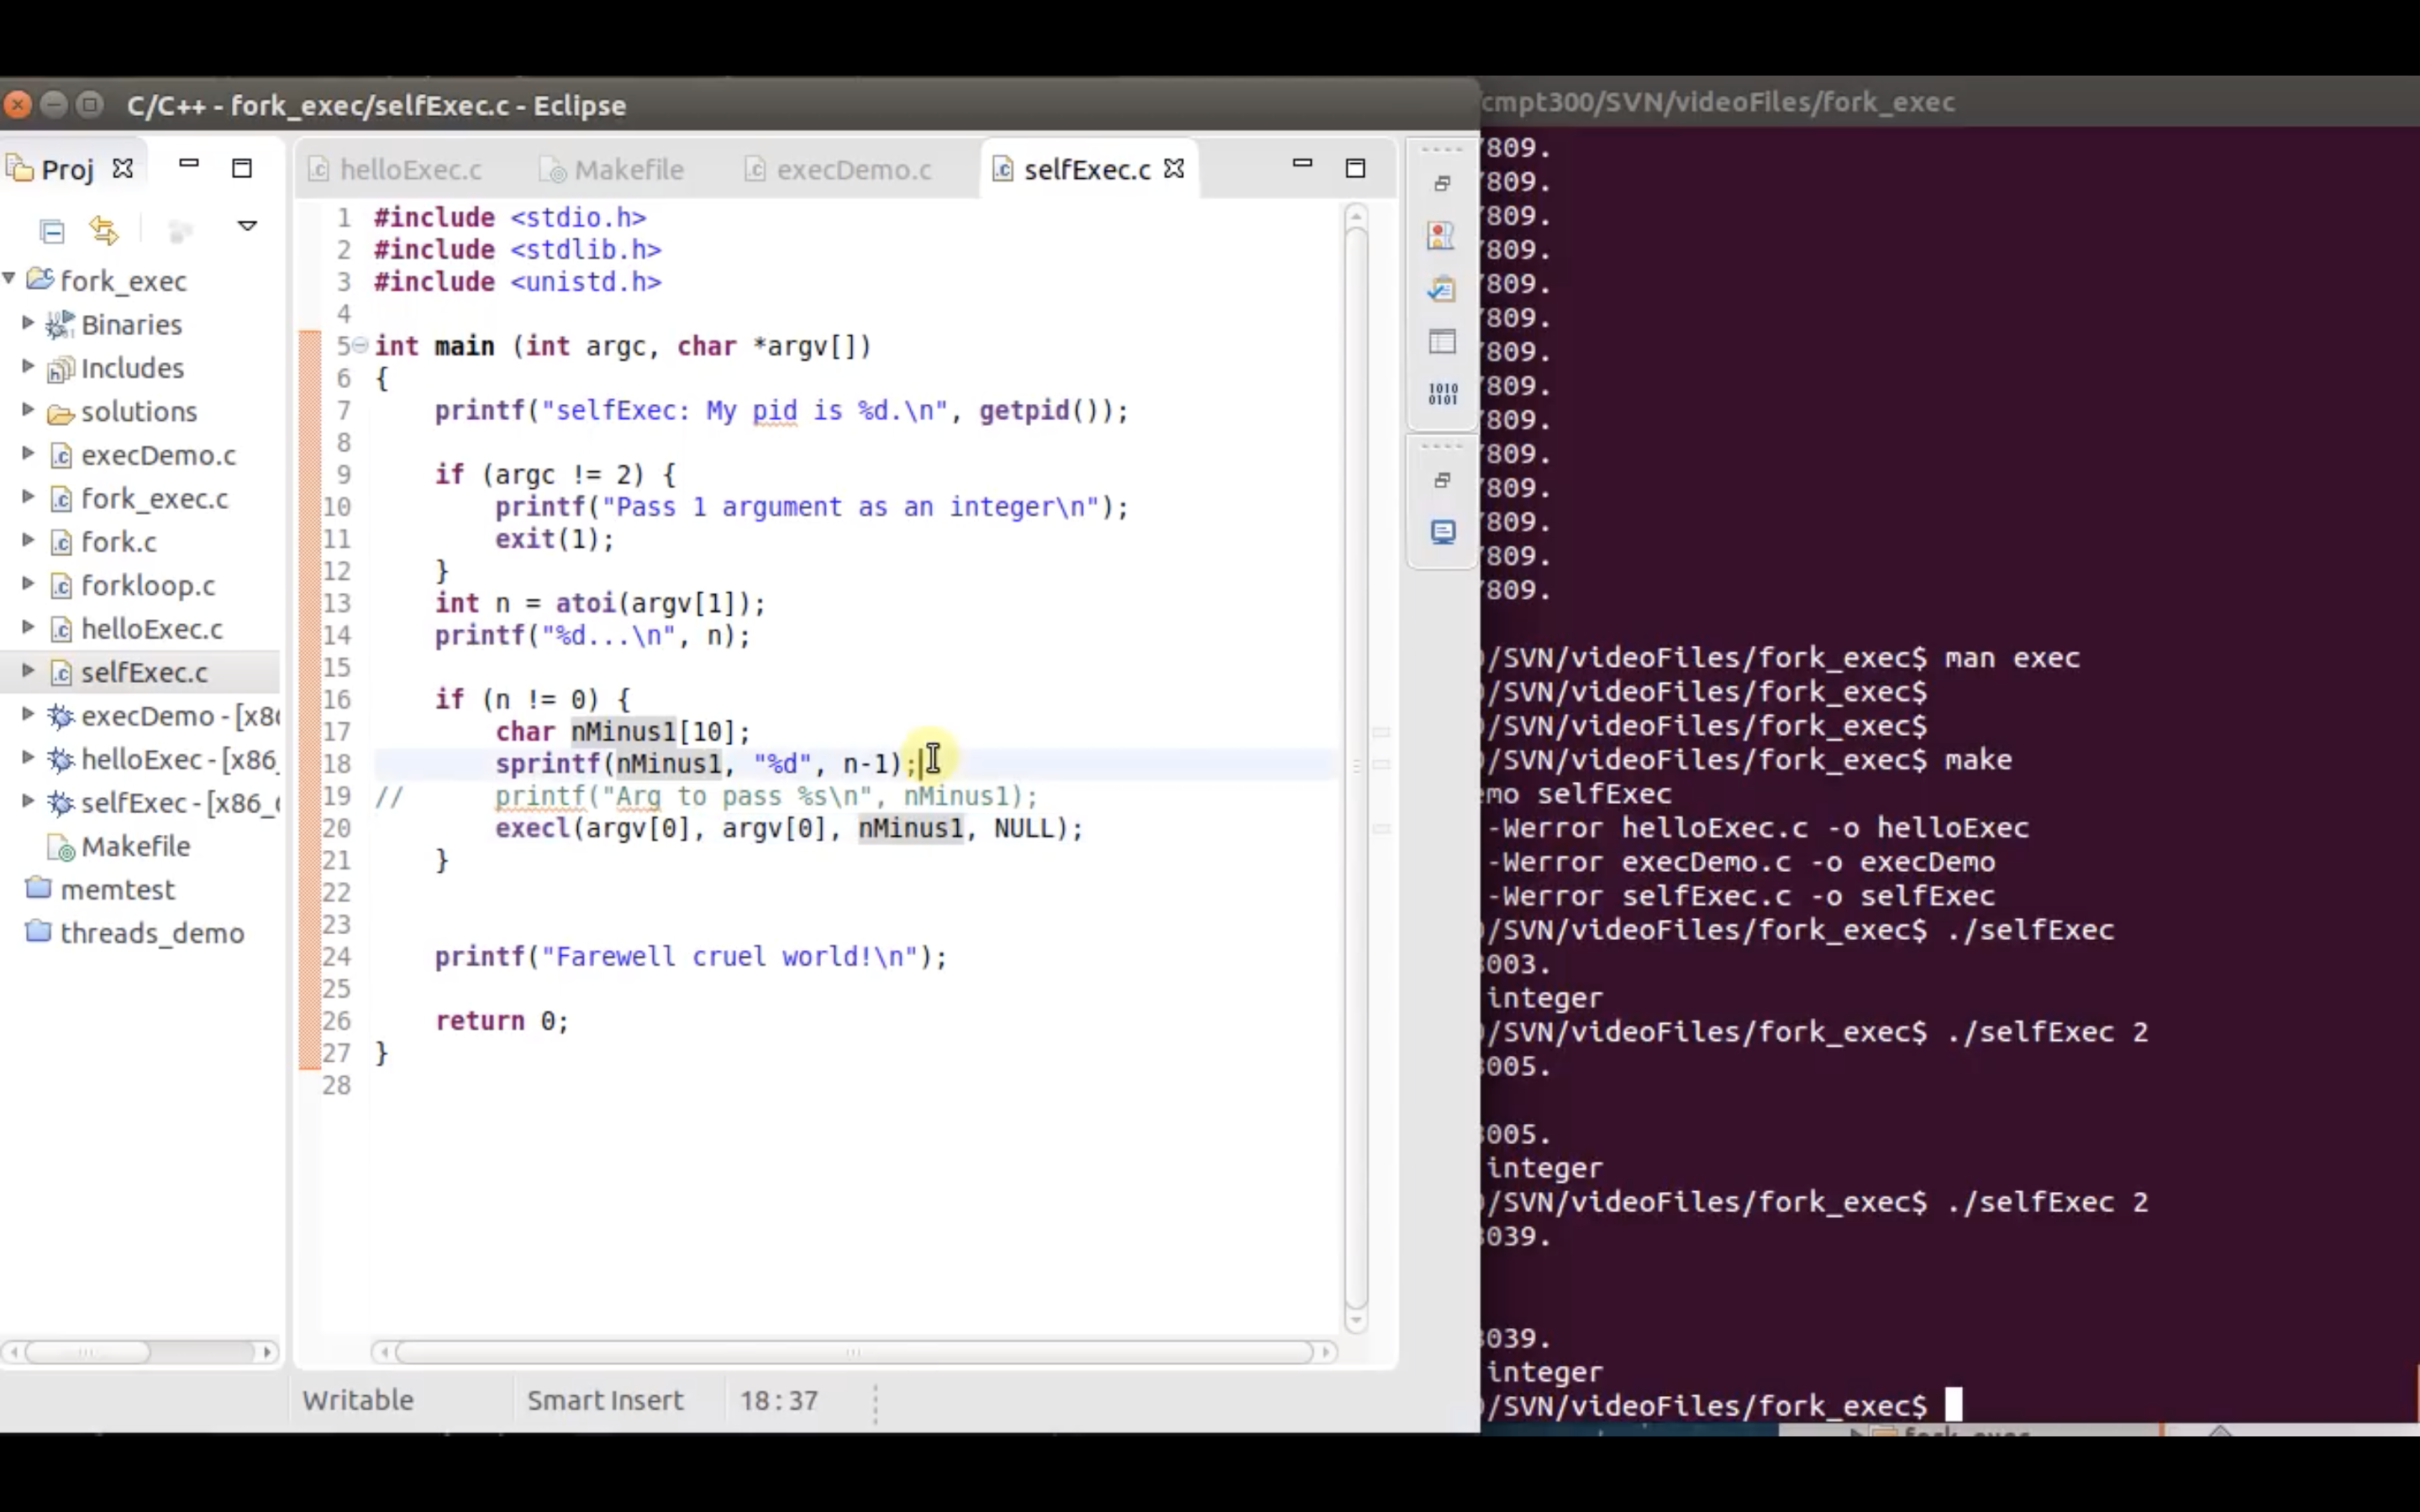 C/C++ - fork_exec/selfExec.c - Eclipse
cmpt300/SVN/videoFiles/fork_exec
Proj
helloExec.c
Makefile
execDemo.c
selfExec.c
fork_exec
Binaries
Includes
solutions
execDemo.c
fork_exec.c
fork.c
forkloop.c
helloExec.c
selfExec.c
execDemo - [x8
helloExec - [x86_
selfExec - [x86_
Makefile
memtest
threads_demo
1 #include <stdio.h>
2 #include <stdlib.h>
3 #include <unistd.h>
4
5 int main (int argc, char *argv[])
6 {
7     printf("selfExec: My pid is %d.\n", getpid());
8
9     if (argc != 2) {
10         printf("Pass 1 argument as an integer\n");
11         exit(1);
12     }
13     int n = atoi(argv[1]);
14     printf("%d...\n", n);
15
16     if (n != 0) {
17         char nMinus1[10];
18         sprintf(nMinus1, "%d", n-1);
19 //      printf("Arg to pass %s\n", nMinus1);
20         execl(argv[0], argv[0], nMinus1, NULL);
21     }
22
23
24     printf("Farewell cruel world!\n");
25
26     return 0;
27 }
28
1010
0101
Writable
Smart Insert
18 : 37
809.
809.
809.
809.
809.
809.
809.
809.
809.
809.
809.
809.
809.
809.
/SVN/videoFiles/fork_exec$ man exec
/SVN/videoFiles/fork_exec$
/SVN/videoFiles/fork_exec$
/SVN/videoFiles/fork_exec$ make
mo selfExec
-Werror helloExec.c -o helloExec
-Werror execDemo.c -o execDemo
-Werror selfExec.c -o selfExec
/SVN/videoFiles/fork_exec$ ./selfExec
003.
integer
/SVN/videoFiles/fork_exec$ ./selfExec 2
005.
005.
integer
/SVN/videoFiles/fork_exec$ ./selfExec 2
039.
039.
integer
/SVN/videoFiles/fork_exec$